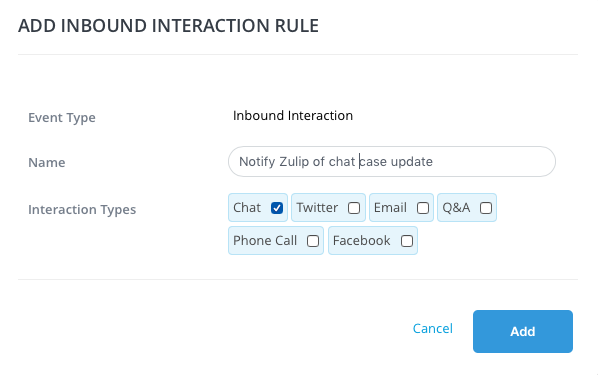 ADD INBOUND INTERACTION RULE
Event Type Inbound Interaction
Name Notify Zulip of chat case update
Interaction Types Chat Twitter Email Q&A
Phone Call Facebook
Cancel Add